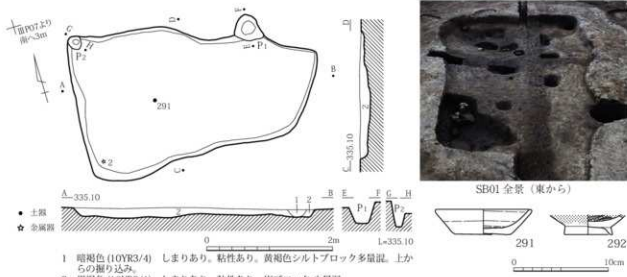 ⅢP07より
南へ3m
C
H
P2
A
D
F
E
P1
B
291
2
C
D
C
335.10
2
A
335.10
2
1
2
B
E
F
P1
G
H
P2
L=335.10
● 土器
☆ 金属器
0
2m
1 暗褐色(10YR3/4) しまりあり。粘性あり。黄褐色シルトブロック多量混。上か
らの掘り込み。
SB01 全景（東から）
291
292
0
10cm